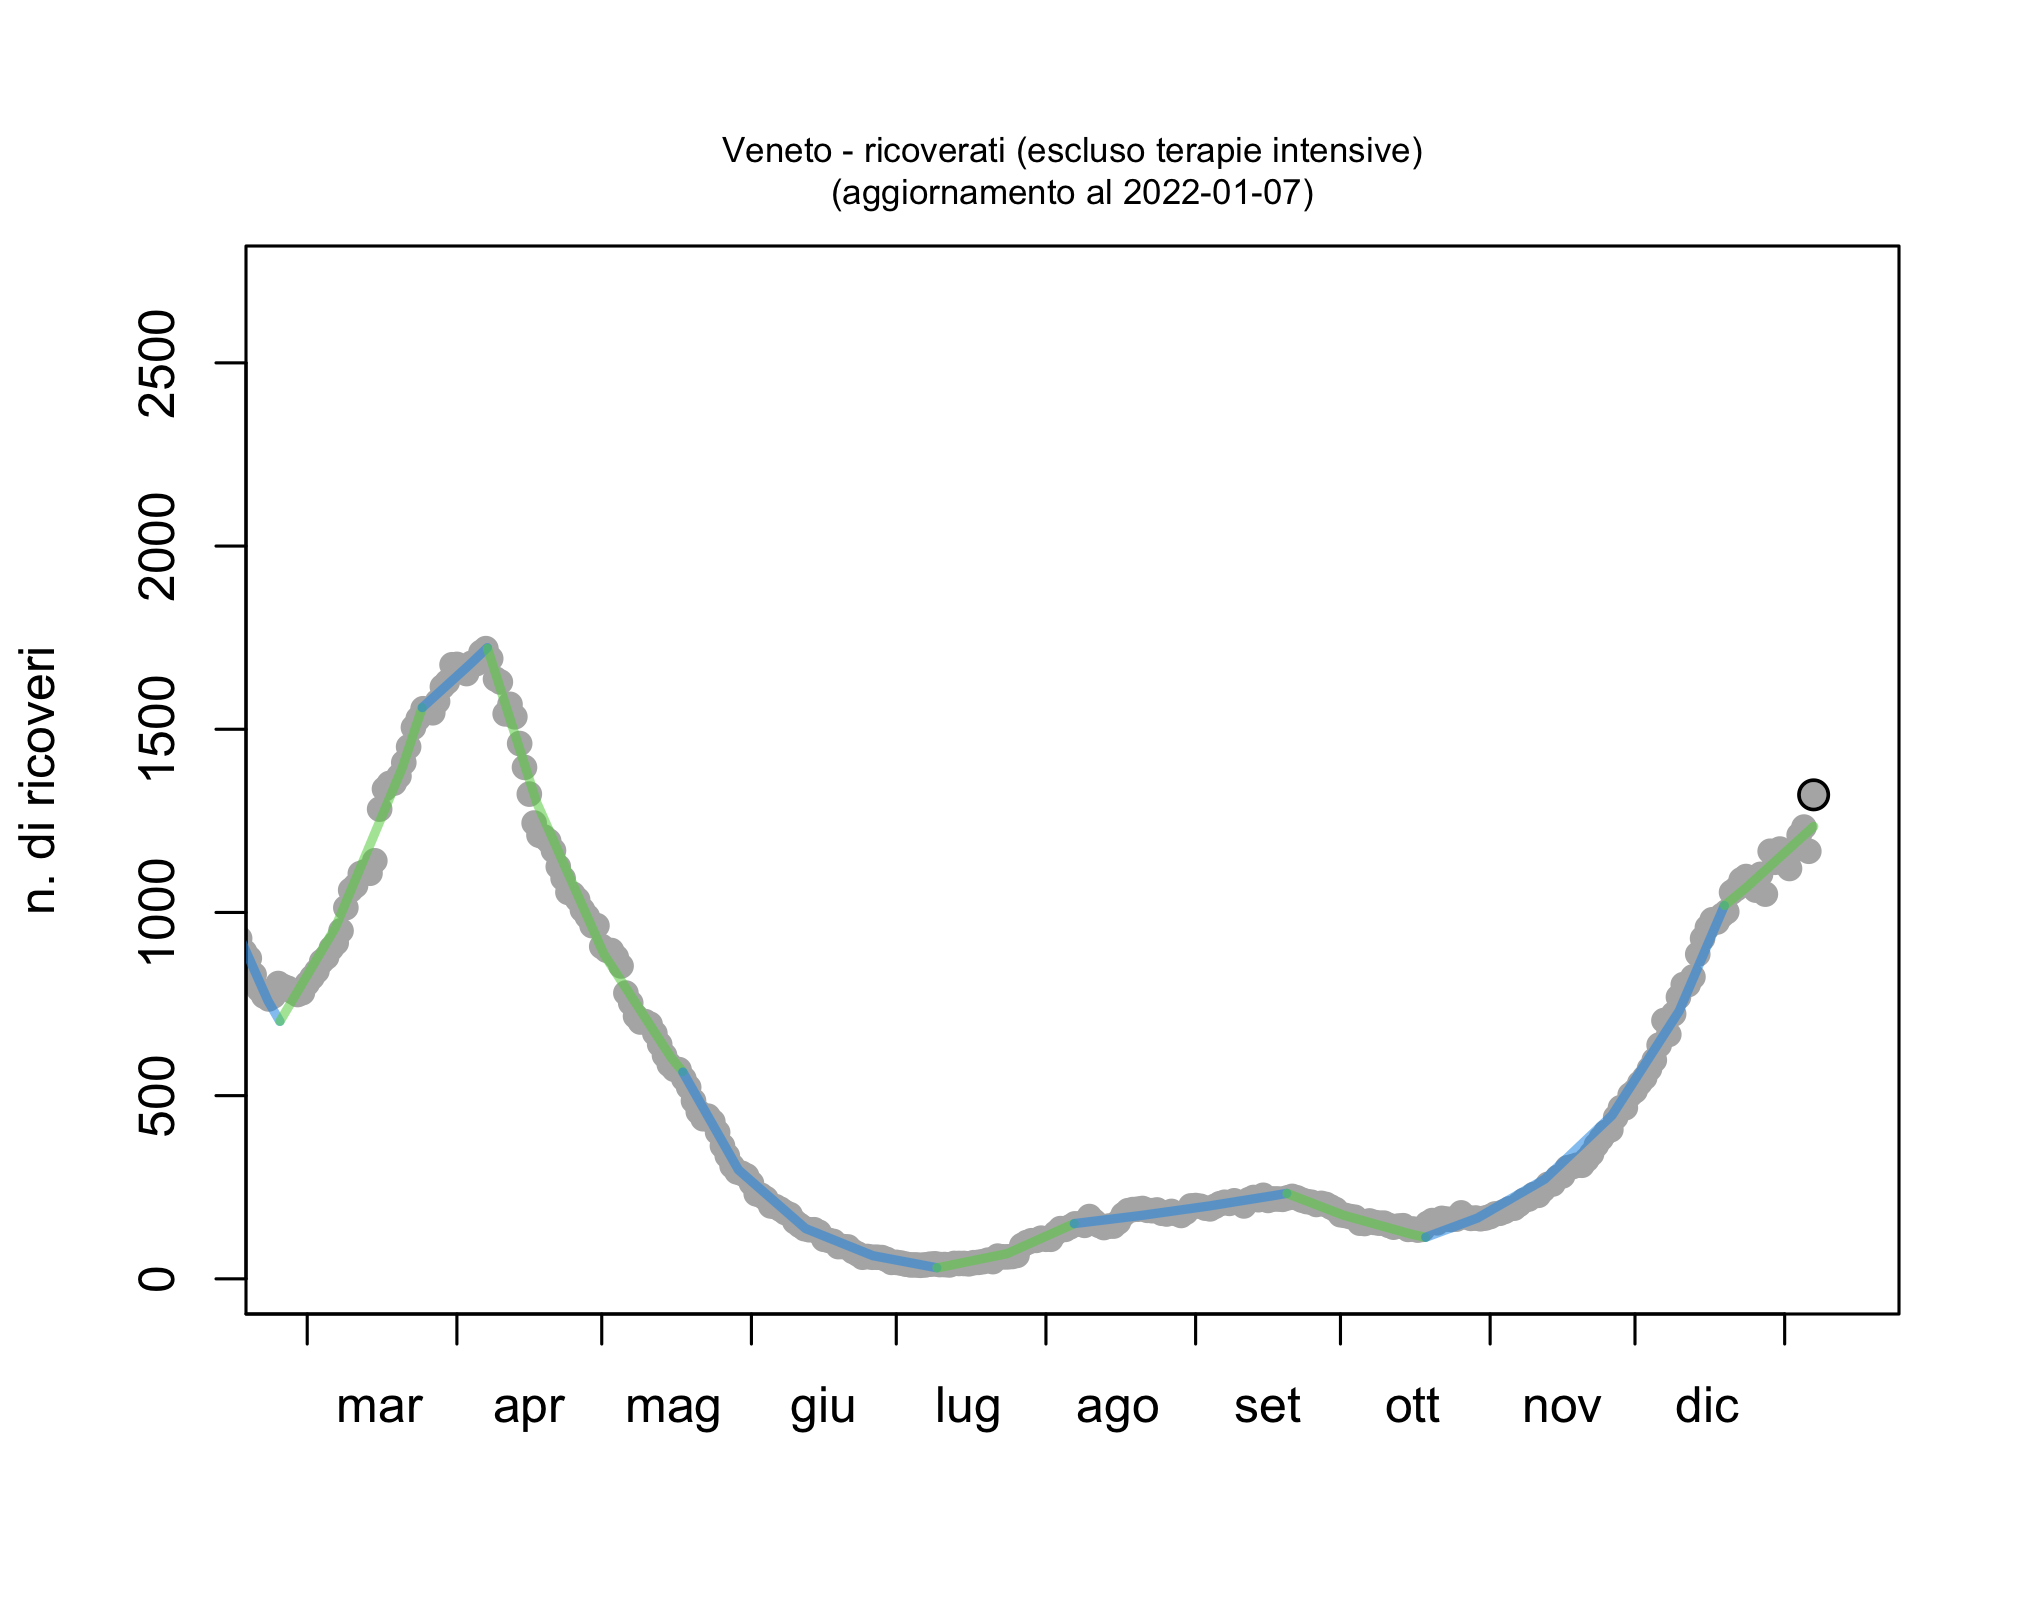 Veneto - ricoverati (escluso terapie intensive)
(aggiornamento al 2022-01-07)
n. di ricoveri
2500
2000
1500
1000
500
0
mar apr mag giu lug ago set ott nov dic